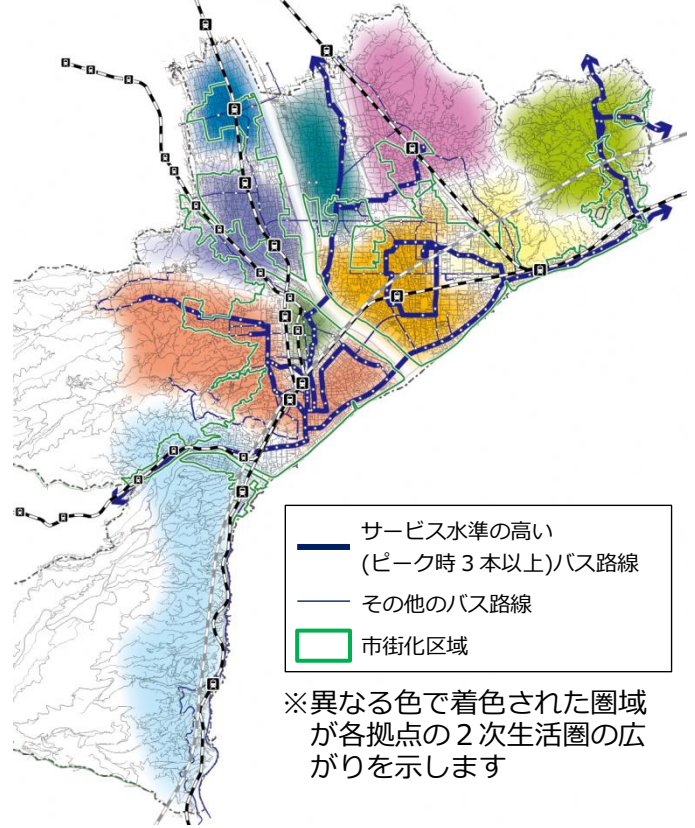 サービス水準の高い
(ピーク時3本以上)バス路線
その他のバス路線
市街化区域
※異なる色で着色された圏域
が各拠点の2次生活圏の広
がりを示します